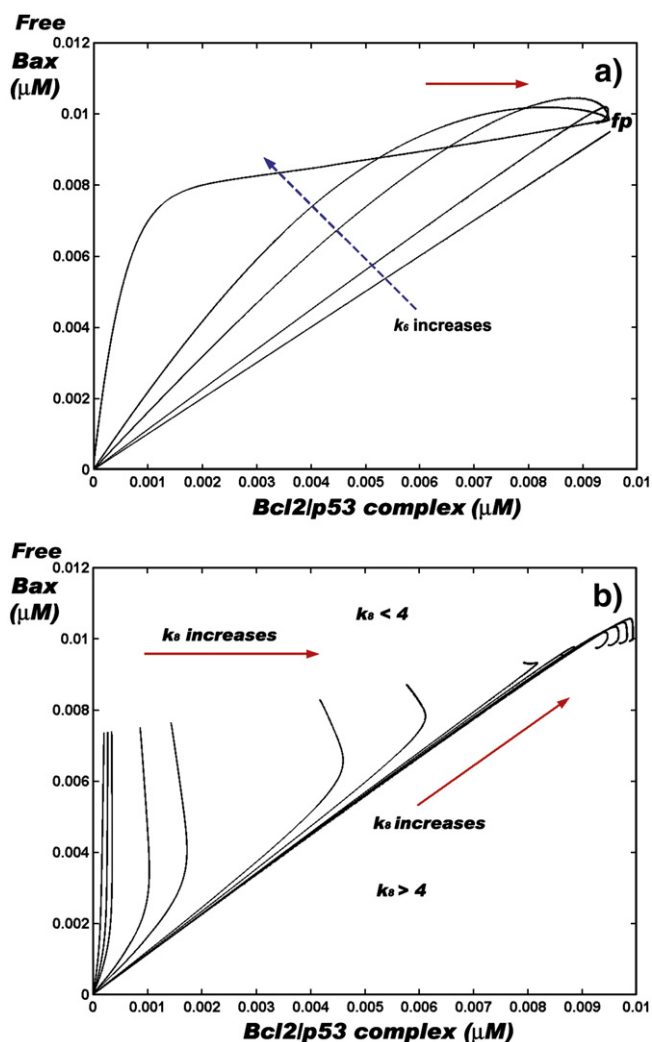 Free
Bax
(μM)
a)
0.012
0.01
0.008
0.006
0.004
0.002
0
fp
k₆ increases
0 0.001 0.002 0.003 0.004 0.005 0.006 0.007 0.008 0.009 0.01
Bcl2/p53 complex (μM)
Free
Bax
(μM)
b)
0.012
0.01
0.008
0.006
0.004
0.002
0
k₈ < 4
k₈ increases
k₈ increases
k₈ > 4
0 0.001 0.002 0.003 0.004 0.005 0.006 0.007 0.008 0.009 0.01
Bcl2/p53 complex (μM)